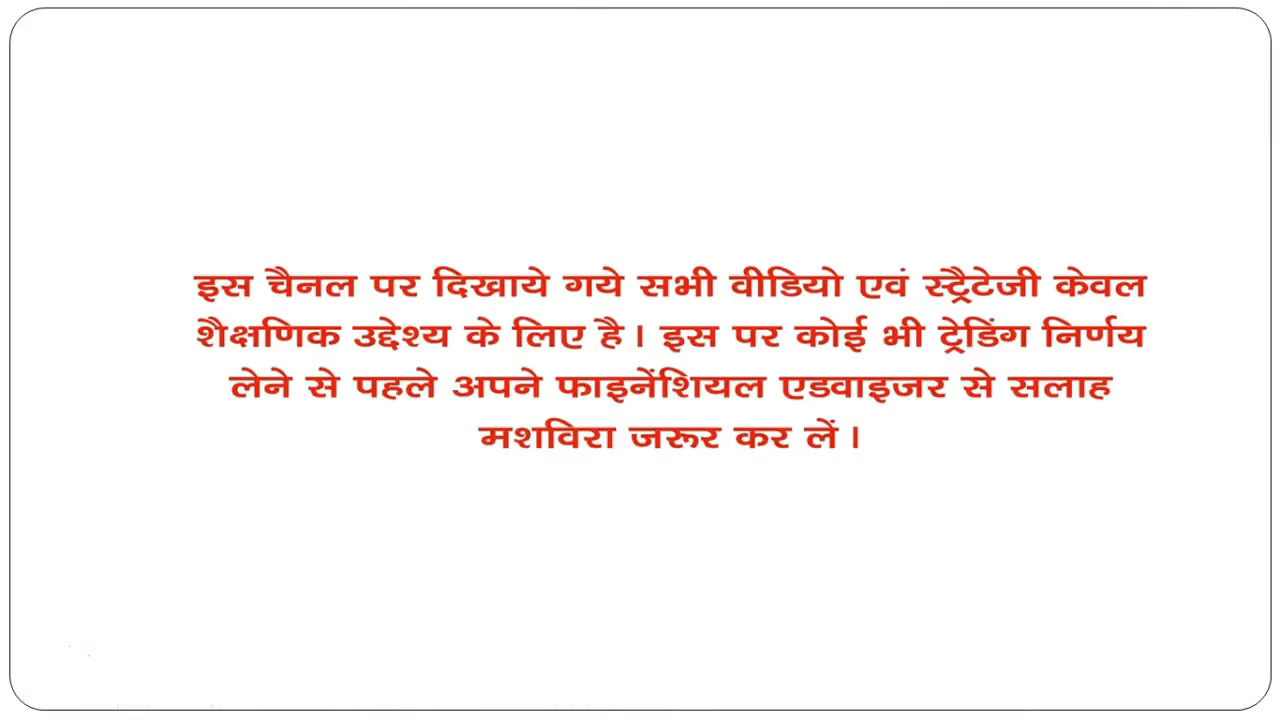 इस चैनल पर दिखाये गये सभी वीडियो एवं स्ट्रैटेजी केवल
शैक्षणिक उद्देश्य के लिए है। इस पर कोई भी ट्रेडिंग निर्णय
लेने से पहले अपने फाइनेंशियल एडवाइजर से सलाह
मशविरा जरूर कर लें।